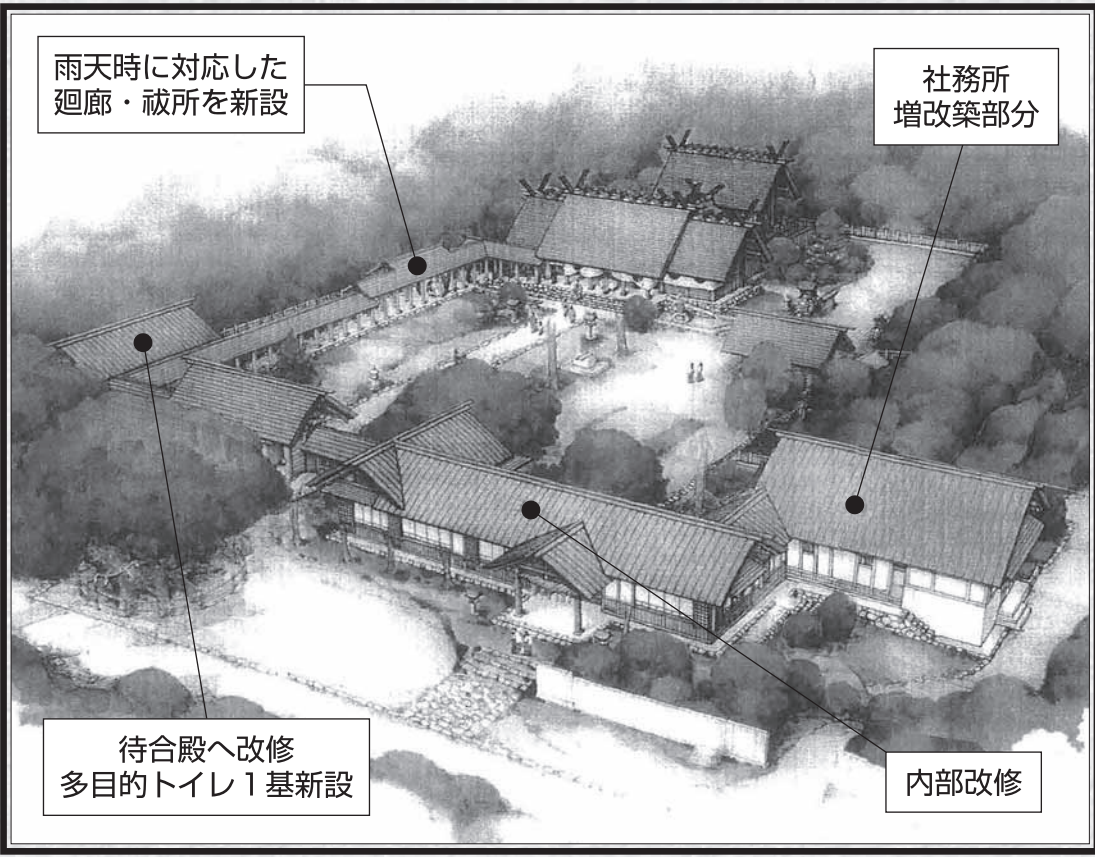 雨天時に対応した
廻廊・祓所を新設
社務所
増改築部分
待合殿へ改修
多目的トイレ1基新設
内部改修